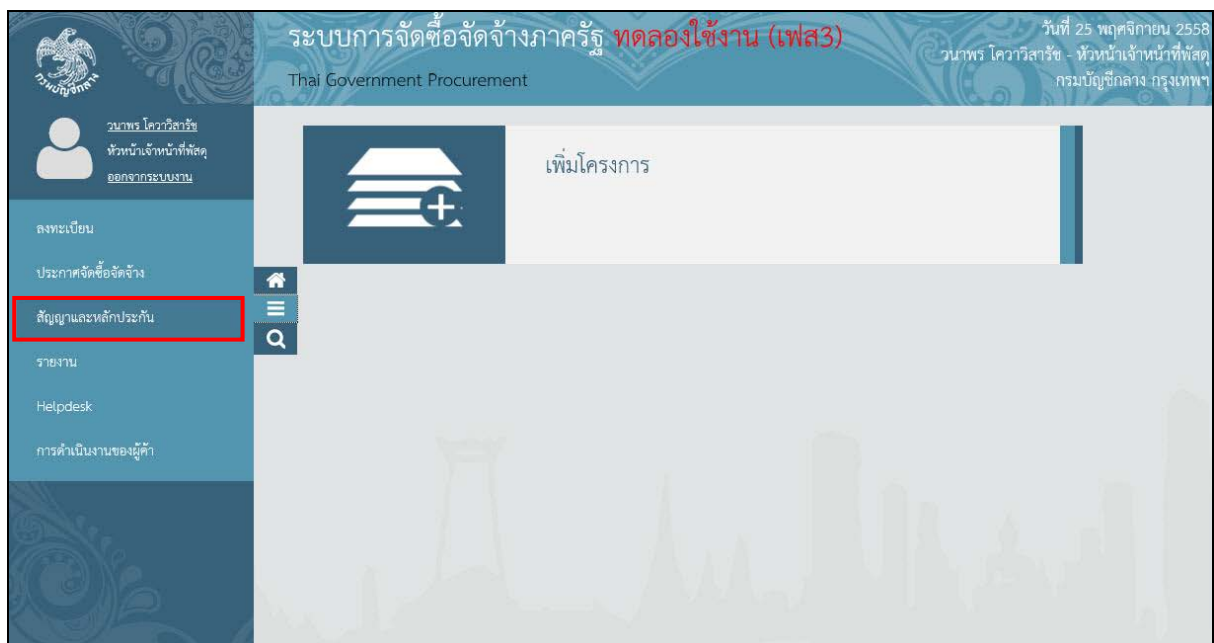 ระบบการจัดซื้อจัดจ้างภาครัฐ ทดลองใช้งาน (เฟส3)
Thai Government Procurement
วันที่ 25 พฤศจิกายน 2558
วนาพร โควาวิสารัช - หัวหน้าเจ้าหน้าที่พัสดุ
กรมบัญชีกลาง กรุงเทพฯ
กรมบัญชีกลาง
วนาพร โควาวิสารัช
หัวหน้าเจ้าหน้าที่พัสดุ
ออกจากระบบงาน
เพิ่มโครงการ
ลงทะเบียน
ประกาศจัดซื้อจัดจ้าง
สัญญาและหลักประกัน
รายงาน
Helpdesk
การดำเนินงานของผู้ค้า